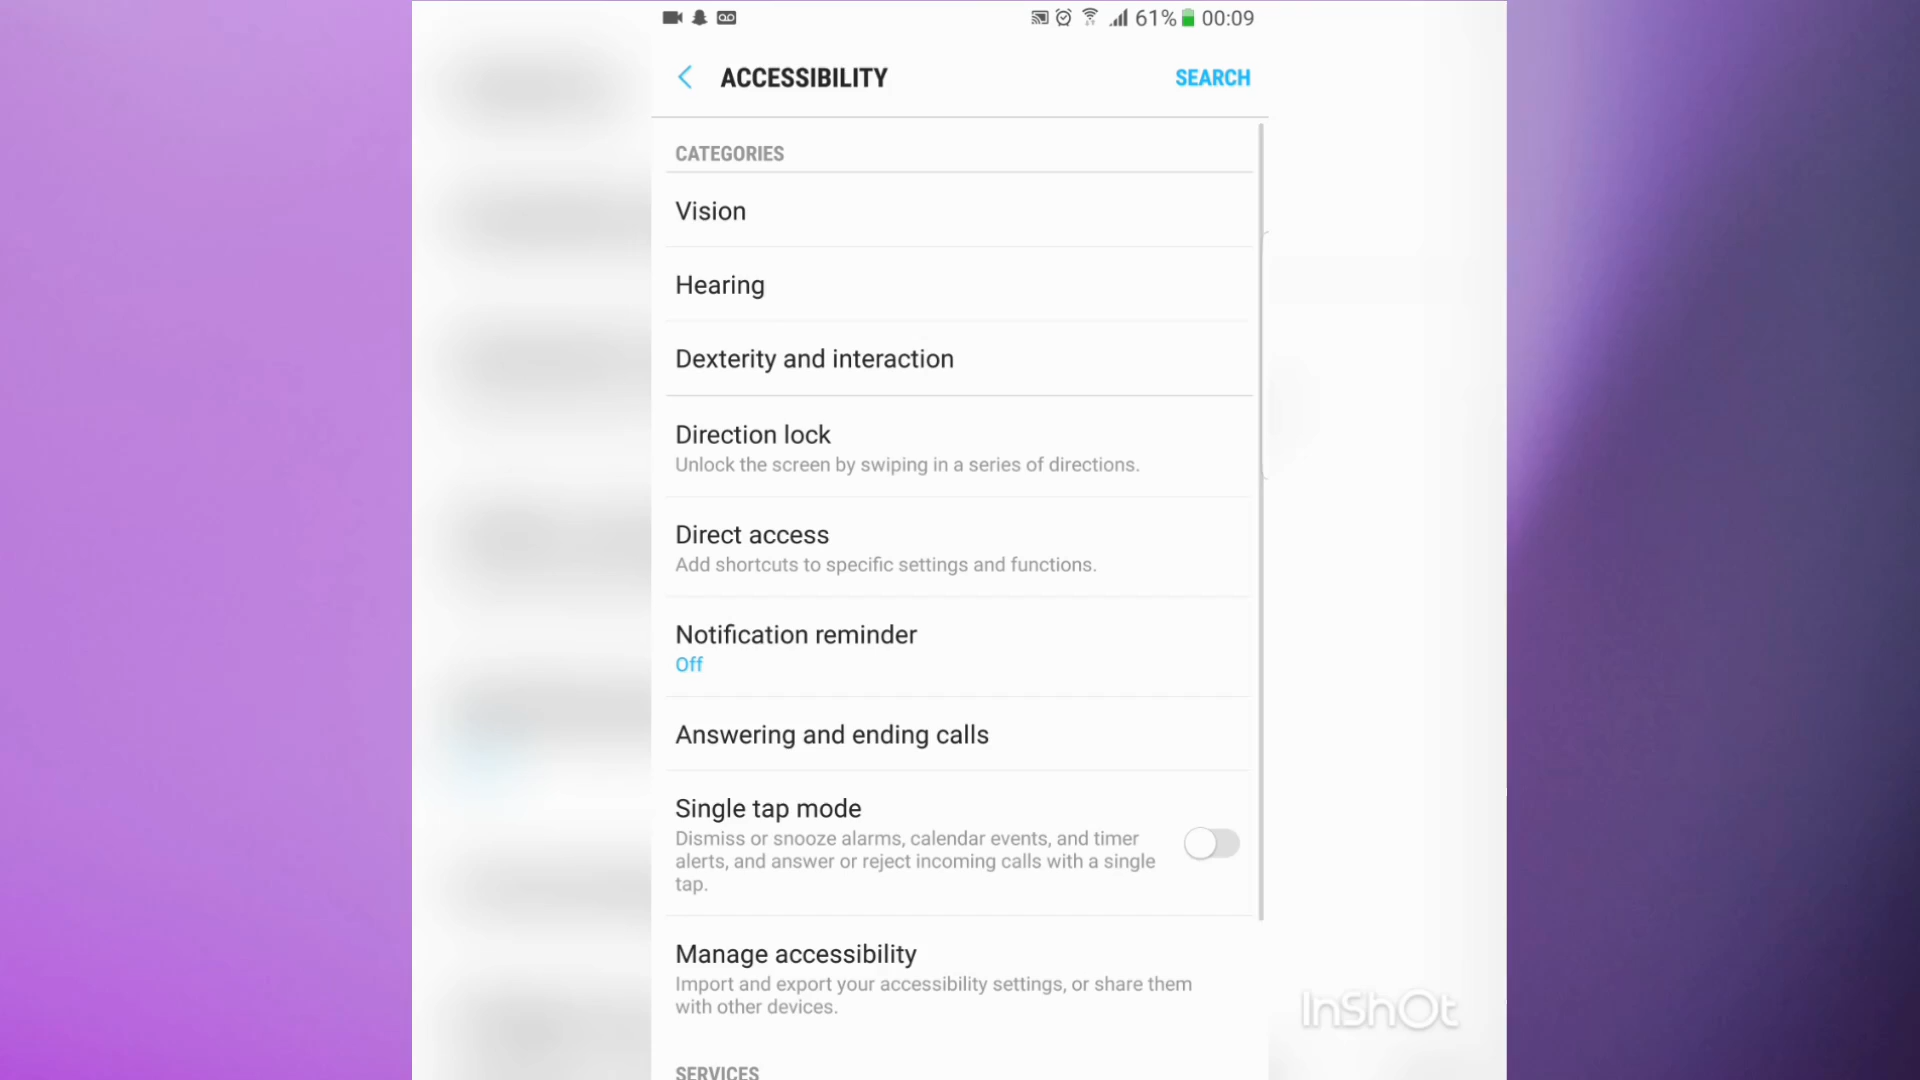 61% 00:09
ACCESSIBILITY SEARCH
CATEGORIES
Vision
Hearing
Dexterity and interaction
Direction lock
Unlock the screen by swiping in a series of directions.
Direct access
Add shortcuts to specific settings and functions.
Notification reminder
Off
Answering and ending calls
Single tap mode
Dismiss or snooze alarms, calendar events, and timer
alerts, and answer or reject incoming calls with a single
tap.
Manage accessibility
Import and export your accessibility settings, or share them
with other devices.
SERVICES
InShOt